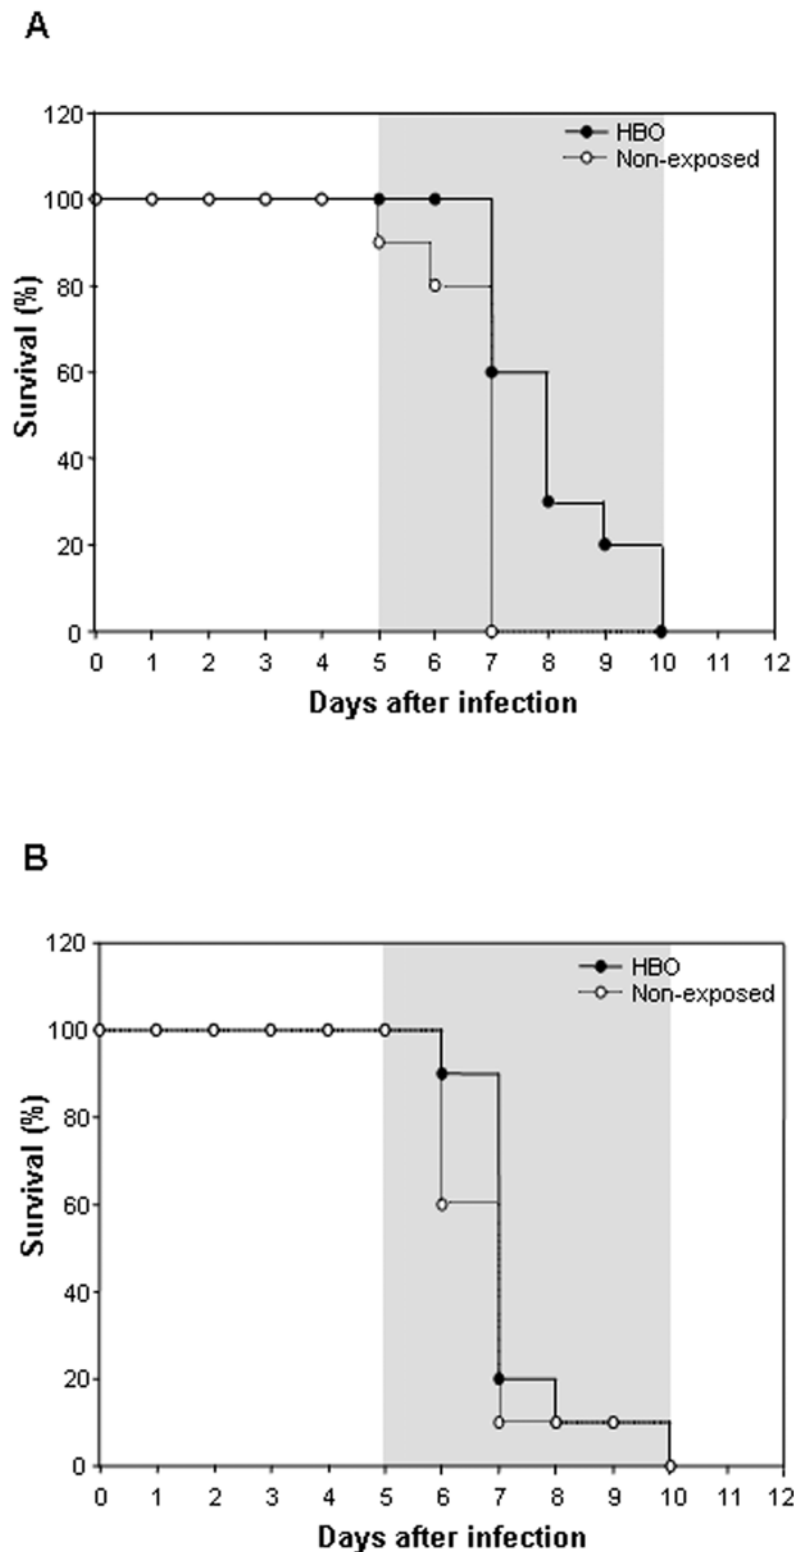 A
120
HBO
Non-exposed
100
80
60
40
20
0
Survival (%)
0 1 2 3 4 5 6 7 8 9 10 11 12
Days after infection
B
120
HBO
Non-exposed
100
80
60
40
20
0
Survival (%)
0 1 2 3 4 5 6 7 8 9 10 11 12
Days after infection